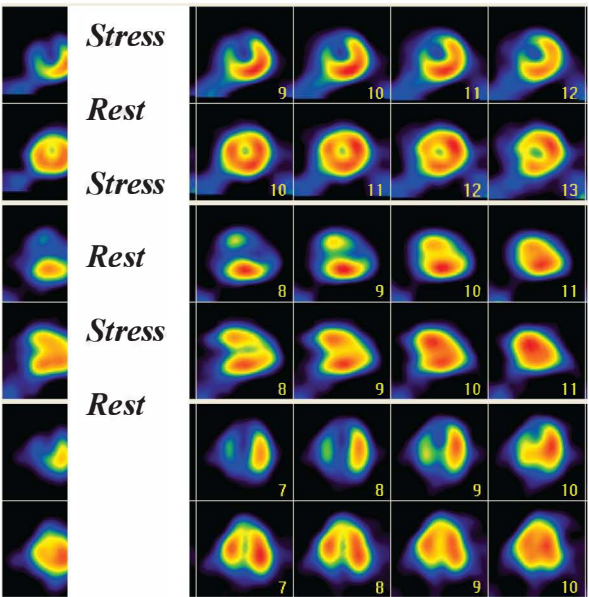 Stress
9 10 11 12
Rest
10 11 12 13
Stress
8 9 10 11
Rest
8 9 10 11
Stress
7 8 9 10
Rest
7 8 9 10